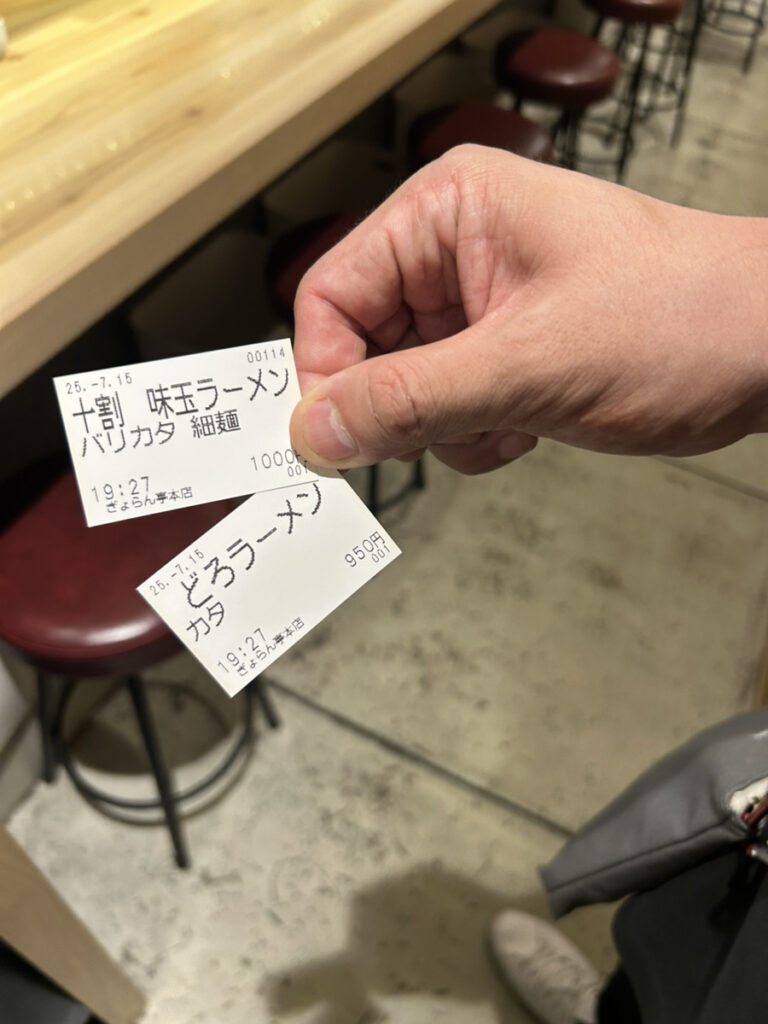 00114
25.-7.15
十割 味玉ラーメン
バリカタ 細麺
1000円
001
19:27
ぎょらん亭本店
25.-7.15
どろラーメン
カタ
950円
001
19:27
ぎょらん亭本店